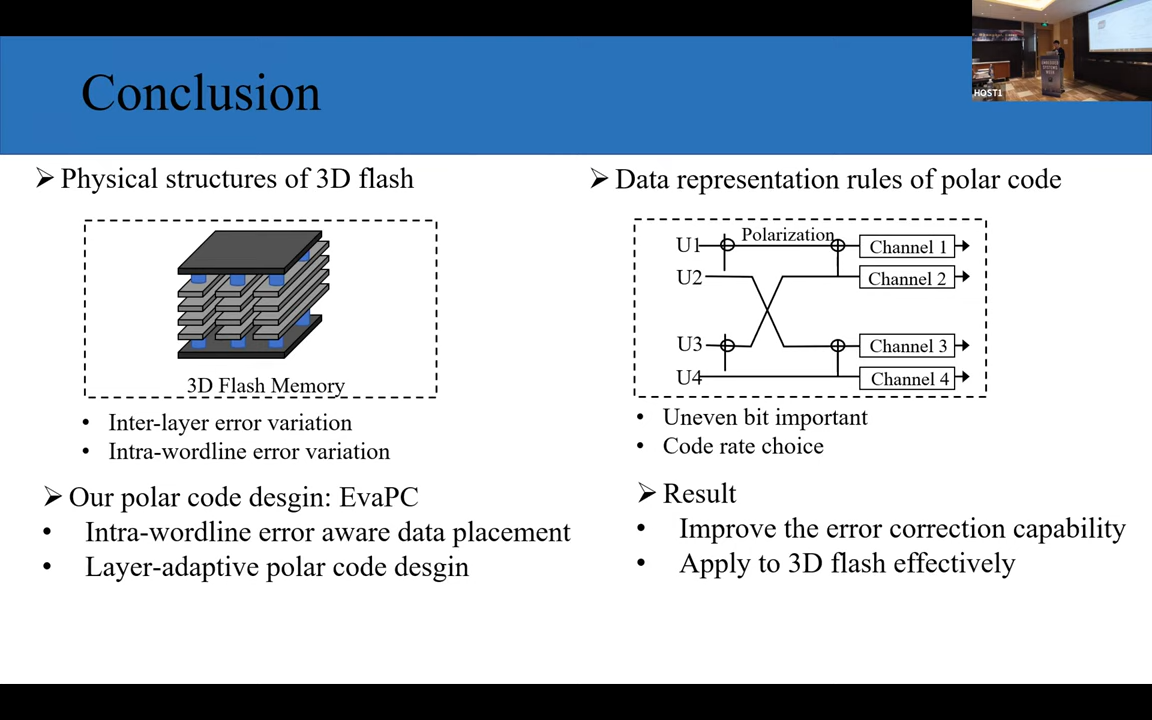 Conclusion
HOST1
➢ Physical structures of 3D flash
3D Flash Memory
• Inter-layer error variation
• Intra-wordline error variation
➢ Our polar code desgin: EvaPC
• Intra-wordline error aware data placement
• Layer-adaptive polar code desgin
➢ Data representation rules of polar code
Polarization
U1
Channel 1
U2
Channel 2
U3
Channel 3
U4
Channel 4
• Uneven bit important
• Code rate choice
➢ Result
• Improve the error correction capability
• Apply to 3D flash effectively